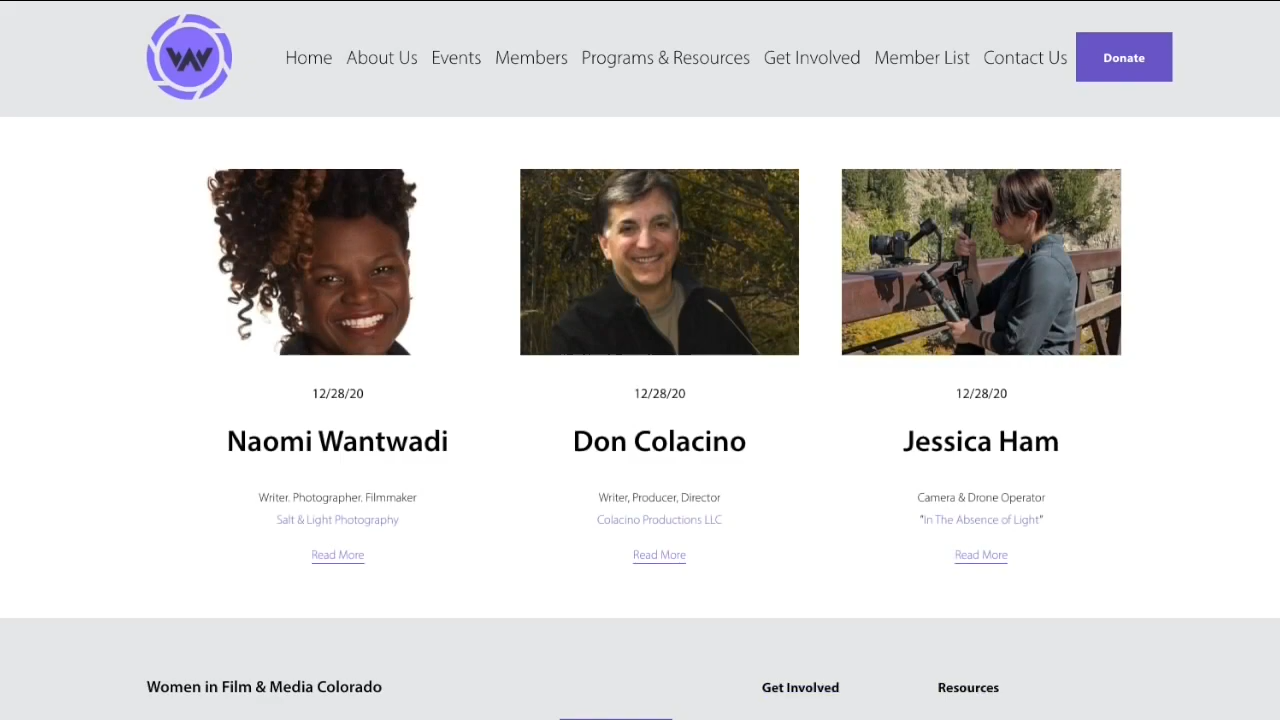 Home About Us Events Members Programs & Resources Get Involved Member List Contact Us Donate
12/28/20
Naomi Wantwadi
Writer. Photographer. Filmmaker
Salt & Light Photography
Read More
12/28/20
Don Colacino
Writer, Producer, Director
Colacino Productions LLC
Read More
12/28/20
Jessica Ham
Camera & Drone Operator
"In The Absence of Light"
Read More
Women in Film & Media Colorado
Get Involved
Resources